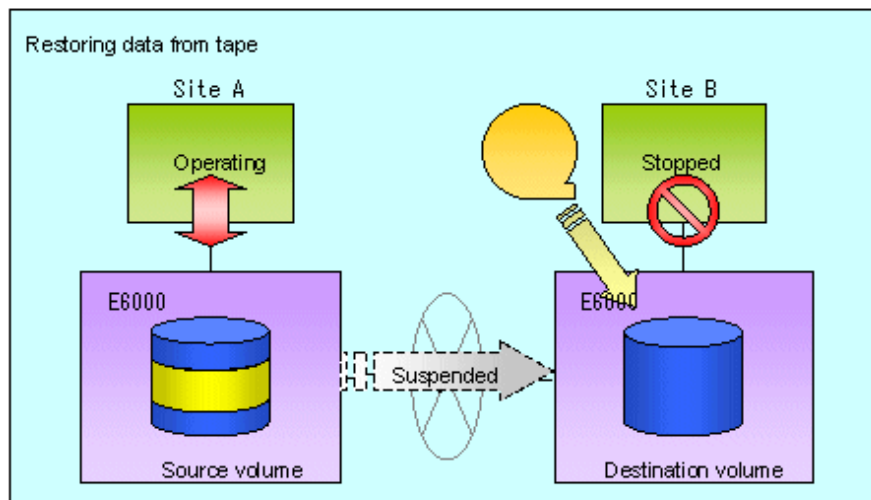 Restoring data from tape
Site A
Site B
Operating
Stopped
E6000
E6000
Suspended
Source volume
Destination volume